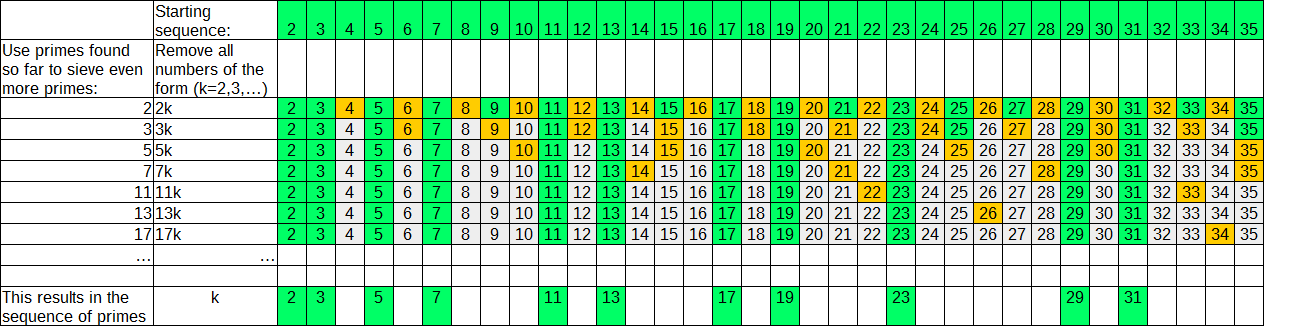 Starting
sequence: 2 3 4 5 6 7 8 9 10 11 12 13 14 15 16 17 18 19 20 21 22 23 24 25 26 27 28 29 30 31 32 33 34 35
Use primes found Remove all
so far to sieve even numbers of the
more primes: form (k=2,3,…)
2 2k 2 3 4 5 6 7 8 9 10 11 12 13 14 15 16 17 18 19 20 21 22 23 24 25 26 27 28 29 30 31 32 33 34 35
3 3k 2 3 4 5 6 7 8 9 10 11 12 13 14 15 16 17 18 19 20 21 22 23 24 25 26 27 28 29 30 31 32 33 34 35
5 5k 2 3 4 5 6 7 8 9 10 11 12 13 14 15 16 17 18 19 20 21 22 23 24 25 26 27 28 29 30 31 32 33 34 35
7 7k 2 3 4 5 6 7 8 9 10 11 12 13 14 15 16 17 18 19 20 21 22 23 24 25 26 27 28 29 30 31 32 33 34 35
11 11k 2 3 4 5 6 7 8 9 10 11 12 13 14 15 16 17 18 19 20 21 22 23 24 25 26 27 28 29 30 31 32 33 34 35
13 13k 2 3 4 5 6 7 8 9 10 11 12 13 14 15 16 17 18 19 20 21 22 23 24 25 26 27 28 29 30 31 32 33 34 35
17 17k 2 3 4 5 6 7 8 9 10 11 12 13 14 15 16 17 18 19 20 21 22 23 24 25 26 27 28 29 30 31 32 33 34 35
… …
This results in the k 2 3 5 7 11 13 17 19 23 29 31
sequence of primes